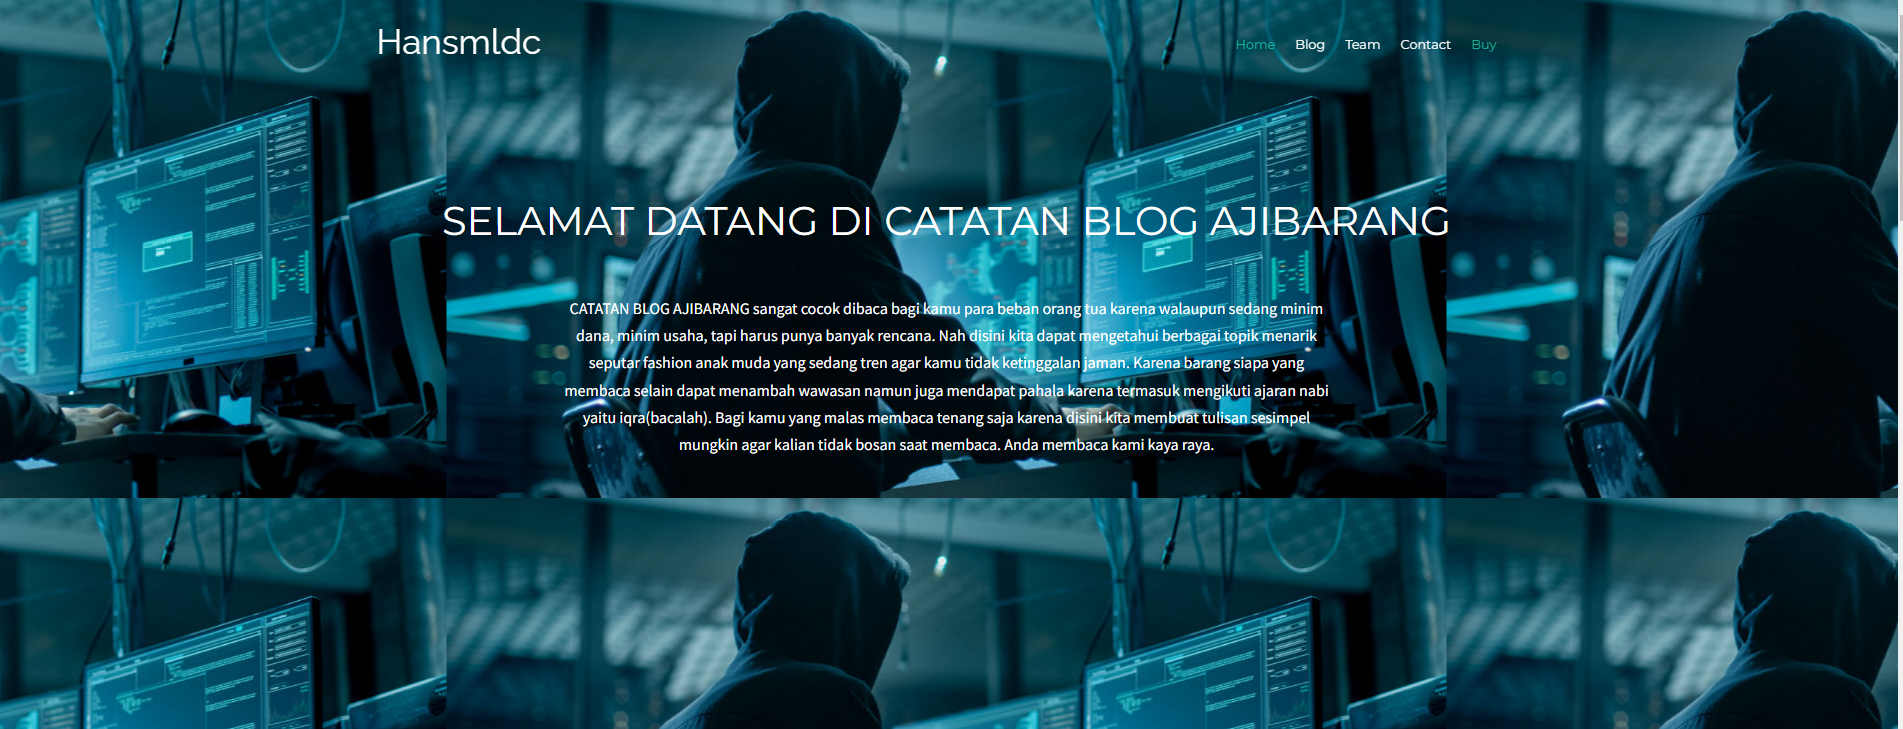 Hansmldc
Home Blog Team Contact Buy
SELAMAT DATANG DI CATATAN BLOG AJIBARANG
CATATAN BLOG AJIBARANG sangat cocok dibaca bagi kamu para beban orang tua karena walaupun sedang minim
dana, minim usaha, tapi harus punya banyak rencana. Nah disini kita dapat mengetahui berbagai topik menarik
seputar fashion anak muda yang sedang tren agar kamu tidak ketinggalan jaman. Karena barang siapa yang
membaca selain dapat menambah wawasan namun juga mendapat pahala karena termasuk mengikuti ajaran nabi
yaitu iqra(bacalah). Bagi kamu yang malas membaca tenang saja karena disini kita membuat tulisan sesimpel
mungkin agar kalian tidak bosan saat membaca. Anda membaca kami kaya raya.